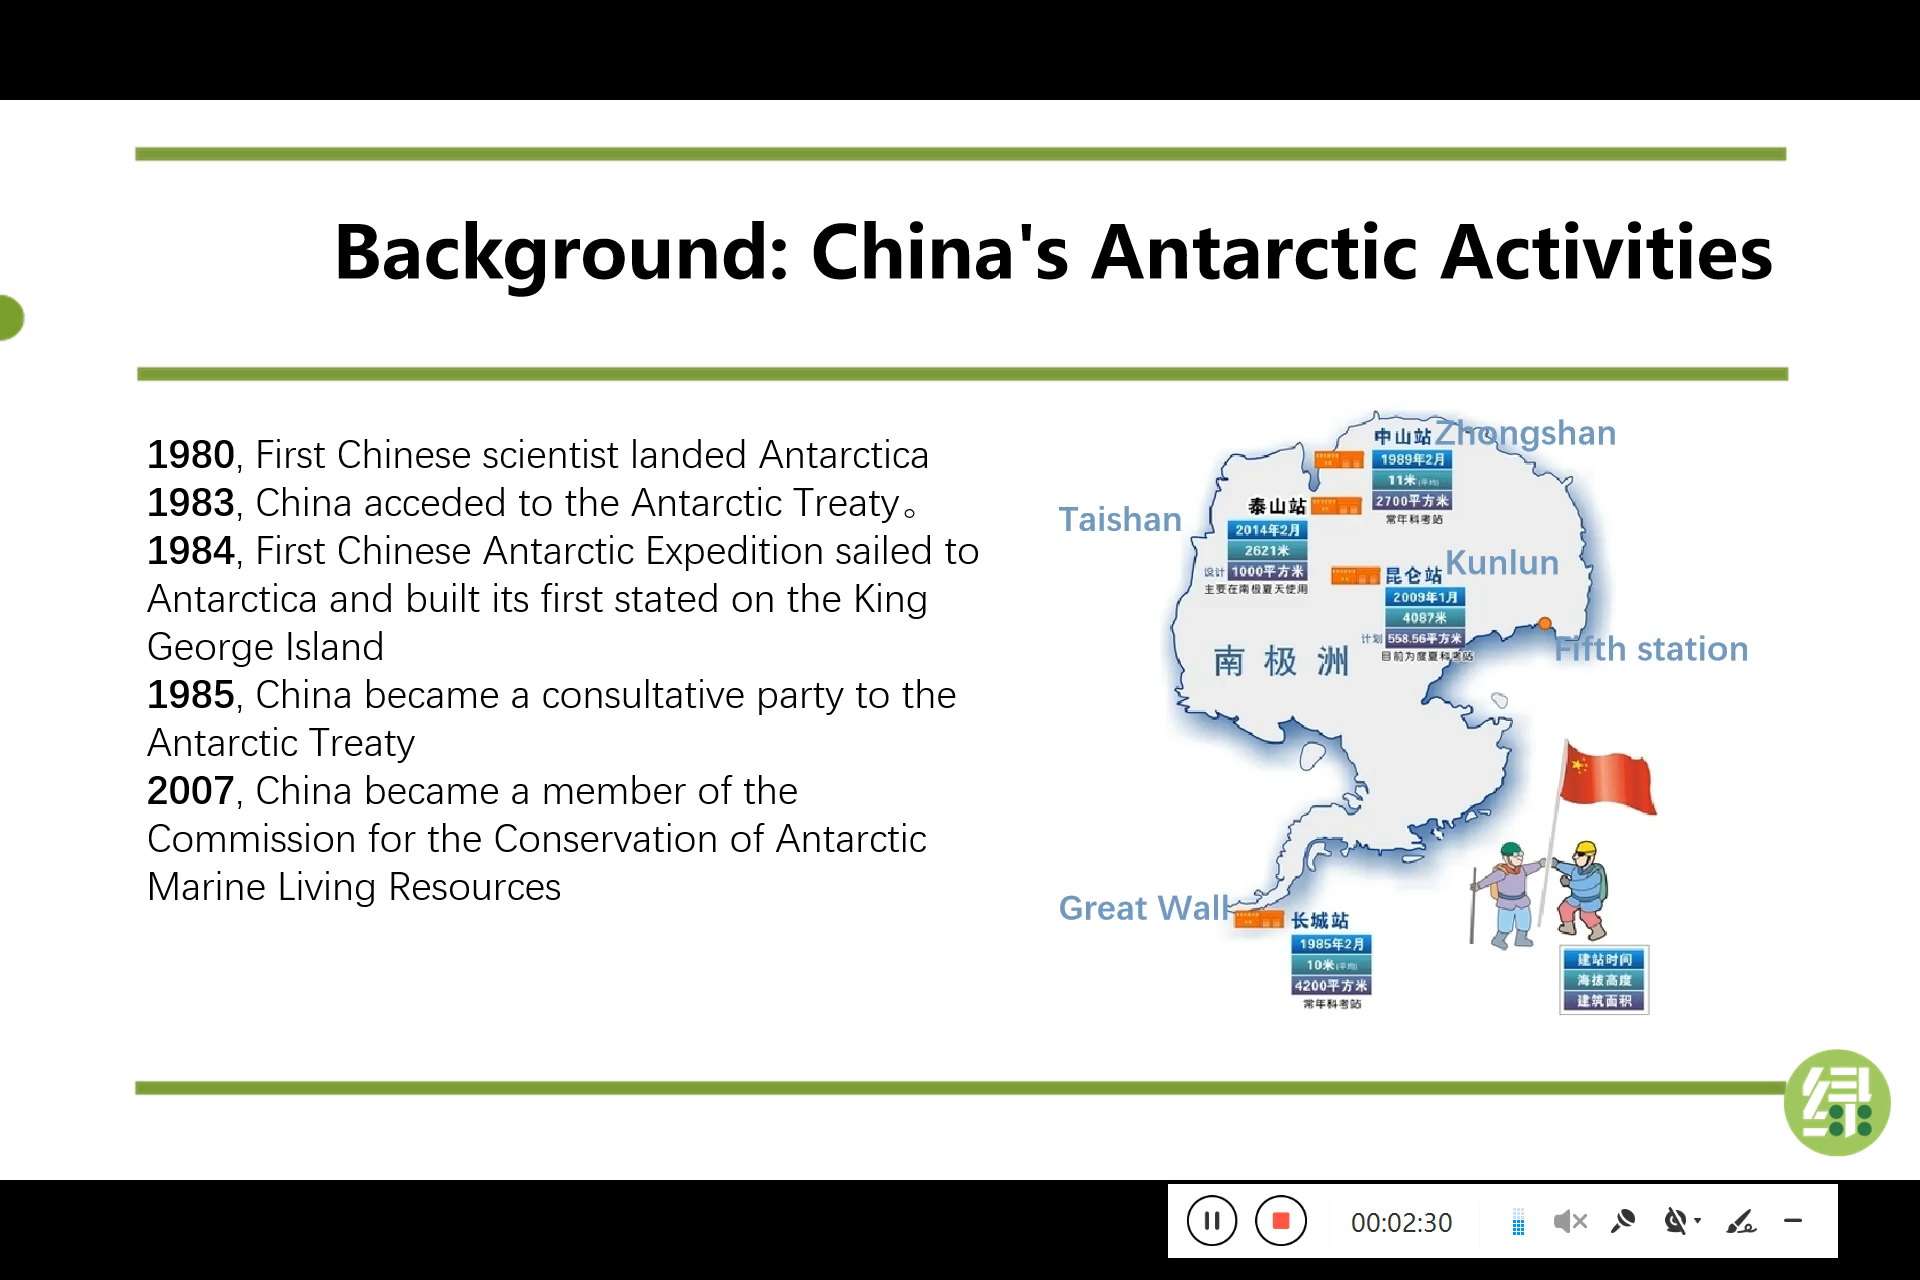 Background: China's Antarctic Activities
1980, First Chinese scientist landed Antarctica
1983, China acceded to the Antarctic Treaty。
1984, First Chinese Antarctic Expedition sailed to
Antarctica and built its first stated on the King
George Island
1985, China became a consultative party to the
Antarctic Treaty
2007, China became a member of the
Commission for the Conservation of Antarctic
Marine Living Resources
中山站 Zhongshan
1989年2月
11米(平均)
2700平方米
常年科考站
Taishan
泰山站
2014年2月
2621米
设计 1000平方米
主要在南极夏天使用
Kunlun
昆仑站
2009年1月
4087米
计划 558.56平方米
目前为度夏科考站
Fifth station
南极洲
Great Wall
长城站
1985年2月
10米(平均)
4200平方米
常年科考站
建站时间
海拔高度
建筑面积
绿
00:02:30